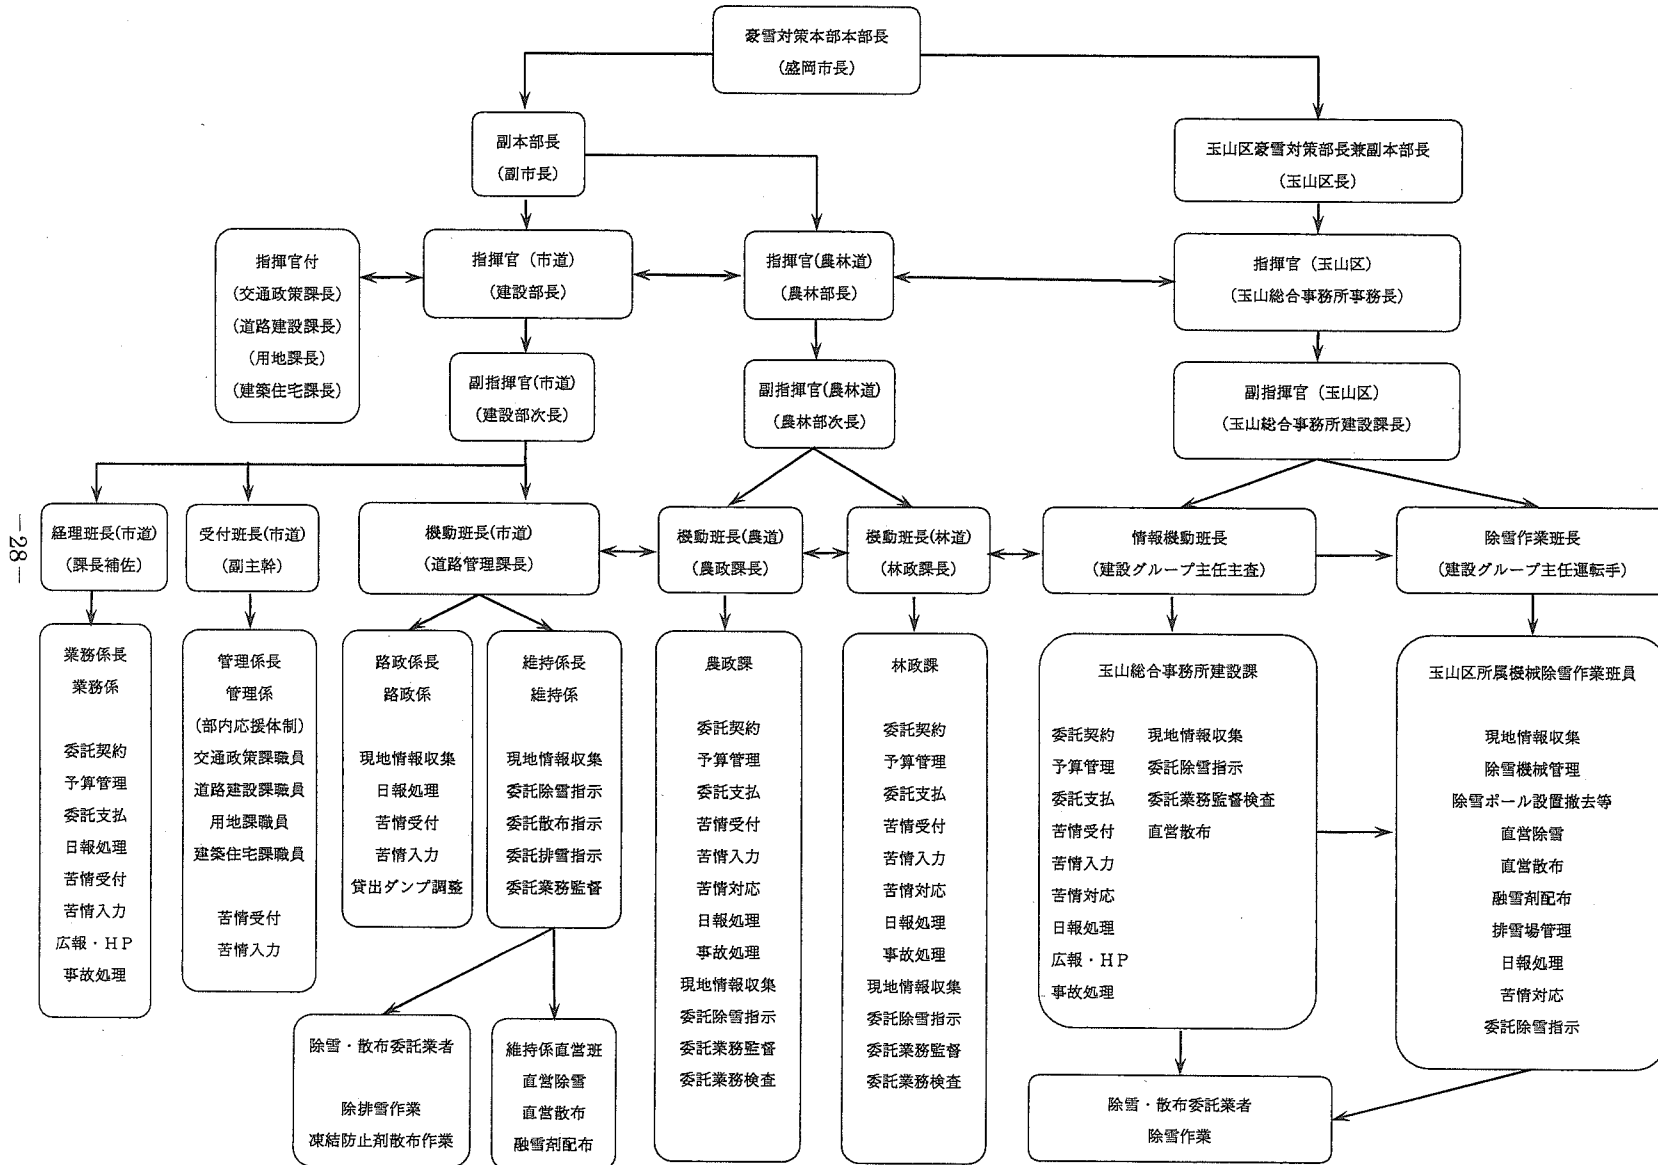 豪雪対策本部本部長
(盛岡市長)
副本部長
(副市長)
玉山区豪雪対策部長兼副本部長
(玉山区長)
指揮官付
(交通政策課長)
(道路建設課長)
(用地課長)
(建築住宅課長)
指揮官 (市道)
(建設部長)
指揮官(農林道)
(農林部長)
指揮官 (玉山区)
(玉山総合事務所事務長)
副指揮官(市道)
(建設部次長)
副指揮官(農林道)
(農林部次長)
副指揮官 (玉山区)
(玉山総合事務所建設課長)
経理班長(市道)
(課長補佐)
受付班長(市道)
(副主幹)
機動班長(市道)
(道路管理課長)
機動班長(農道)
(農政課長)
機動班長(林道)
(林政課長)
情報機動班長
(建設グループ主任主査)
除雪作業班長
(建設グループ主任運転手)
業務係長
業務係
委託契約
予算管理
委託支払
日報処理
苦情受付
苦情入力
広報・HP
事故処理
管理係長
管理係
(部内応援体制)
交通政策課職員
道路建設課職員
用地課職員
建築住宅課職員
苦情受付
苦情入力
路政係長
路政係
現地情報収集
日報処理
苦情受付
苦情入力
貸出ダンプ調整
維持係長
維持係
現地情報収集
委託除雪指示
委託散布指示
委託排雪指示
委託業務監督
農政課
委託契約
予算管理
委託支払
苦情受付
苦情入力
苦情対応
日報処理
事故処理
現地情報収集
委託除雪指示
委託業務監督
委託業務検査
林政課
委託契約
予算管理
委託支払
苦情受付
苦情入力
苦情対応
日報処理
事故処理
現地情報収集
委託除雪指示
委託業務監督
委託業務検査
玉山総合事務所建設課
委託契約 現地情報収集
予算管理 委託除雪指示
委託支払 委託業務監督検査
苦情受付 直営散布
苦情入力
苦情対応
日報処理
広報・HP
事故処理
玉山区所属機械除雪作業班員
現地情報収集
除雪機械管理
除雪ポール設置撤去等
直営除雪
直営散布
融雪剤配布
排雪場管理
日報処理
苦情対応
委託除雪指示
除雪・散布委託業者
除排雪作業
凍結防止剤散布作業
維持係直営班
直営除雪
直営散布
融雪剤配布
除雪・散布委託業者
除雪作業
—28—